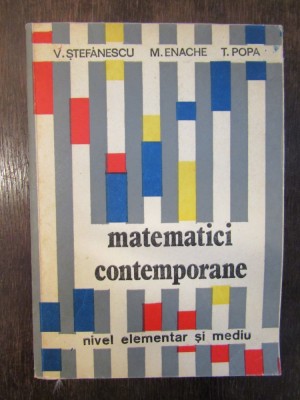 V. ŞTEFĂNESCU M. ENACHE T. POPA
matematici
contemporane
nivel elementar şi mediu